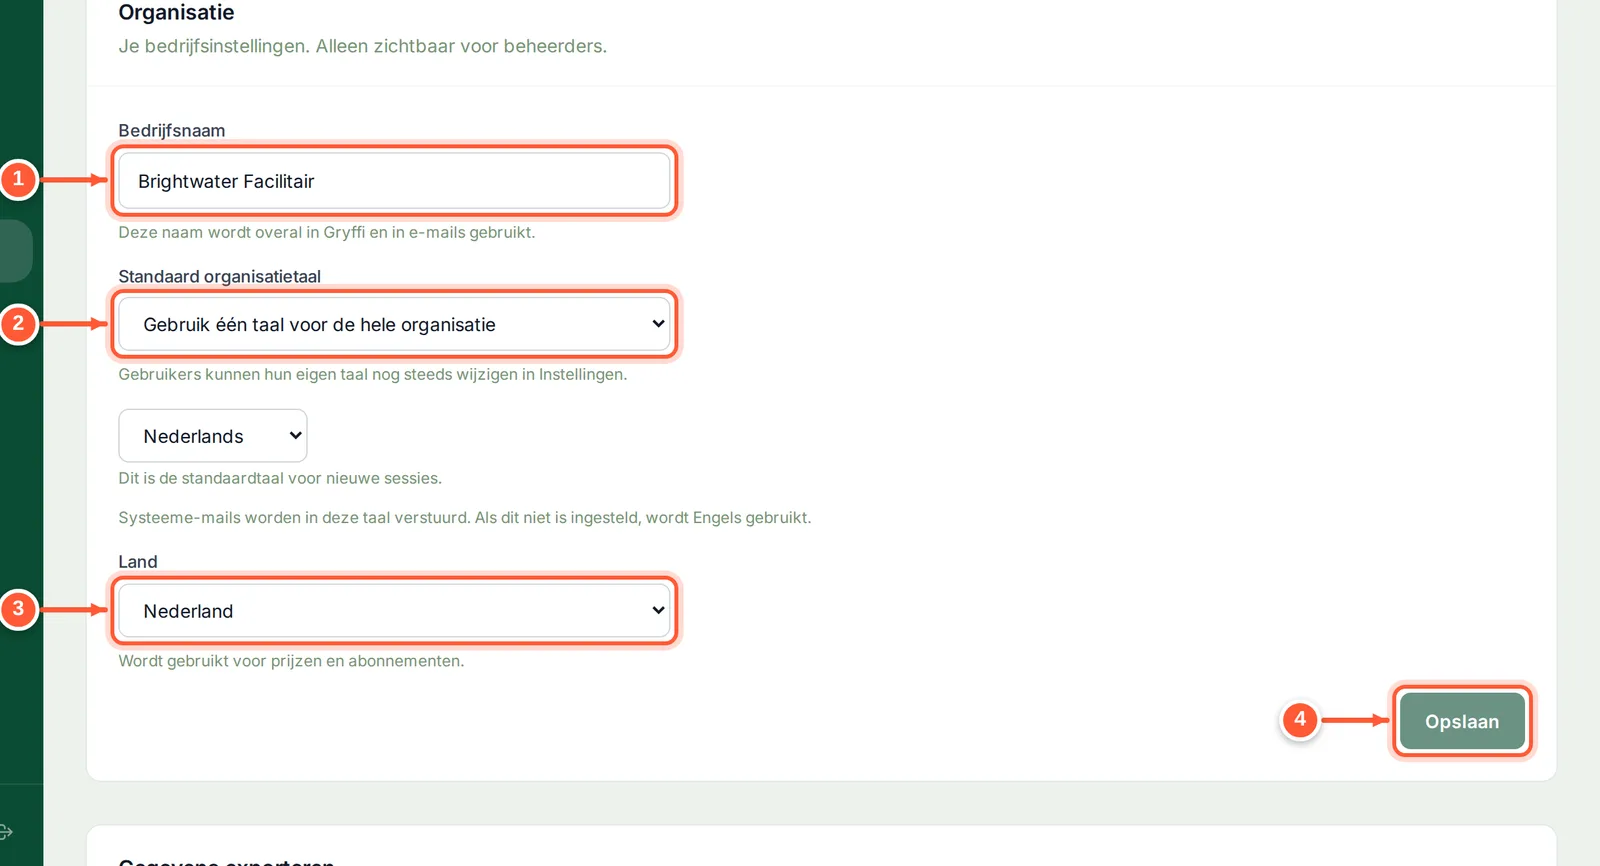 Organisatie
Je bedrijfsinstellingen. Alleen zichtbaar voor beheerders.
Bedrijfsnaam
1
Brightwater Facilitair
Deze naam wordt overal in Gryffi en in e-mails gebruikt.
Standaard organisatietaal
2
Gebruik één taal voor de hele organisatie
Gebruikers kunnen hun eigen taal nog steeds wijzigen in Instellingen.
Nederlands
Dit is de standaardtaal voor nieuwe sessies.
Systeeme-mails worden in deze taal verstuurd. Als dit niet is ingesteld, wordt Engels gebruikt.
Land
3
Nederland
Wordt gebruikt voor prijzen en abonnementen.
4
Opslaan
Gegevens exporteren